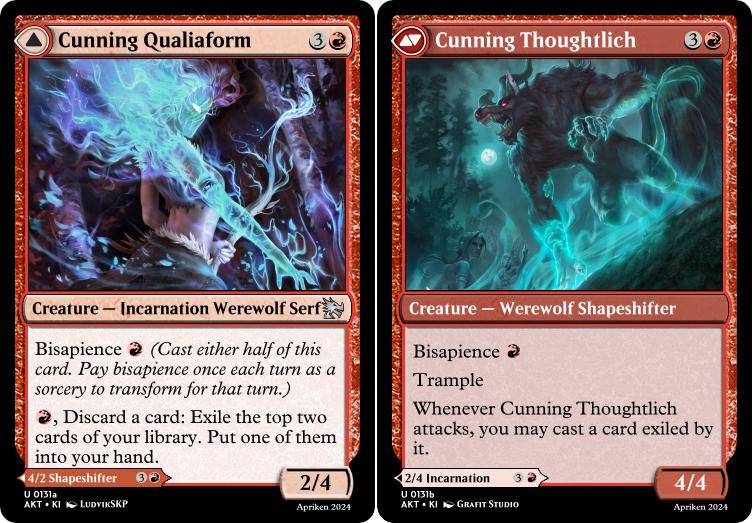 Cunning Qualiaform 3
Creature — Incarnation Werewolf Serf
Bisapience (Cast either half of this
card. Pay bisapience once each turn as a
sorcery to transform for that turn.)
, Discard a card: Exile the top two
cards of your library. Put one of them
into your hand.
4/2 Shapeshifter 3
2/4
U 0131a
AKT • KI LudvikSKP
Apriken 2024
Cunning Thoughtlich 3
Creature — Werewolf Shapeshifter
Bisapience
Trample
Whenever Cunning Thoughtlich
attacks, you may cast a card exiled by
it.
2/4 Incarnation 3
4/4
U 0131b
AKT • KI Grafit Studio
Apriken 2024